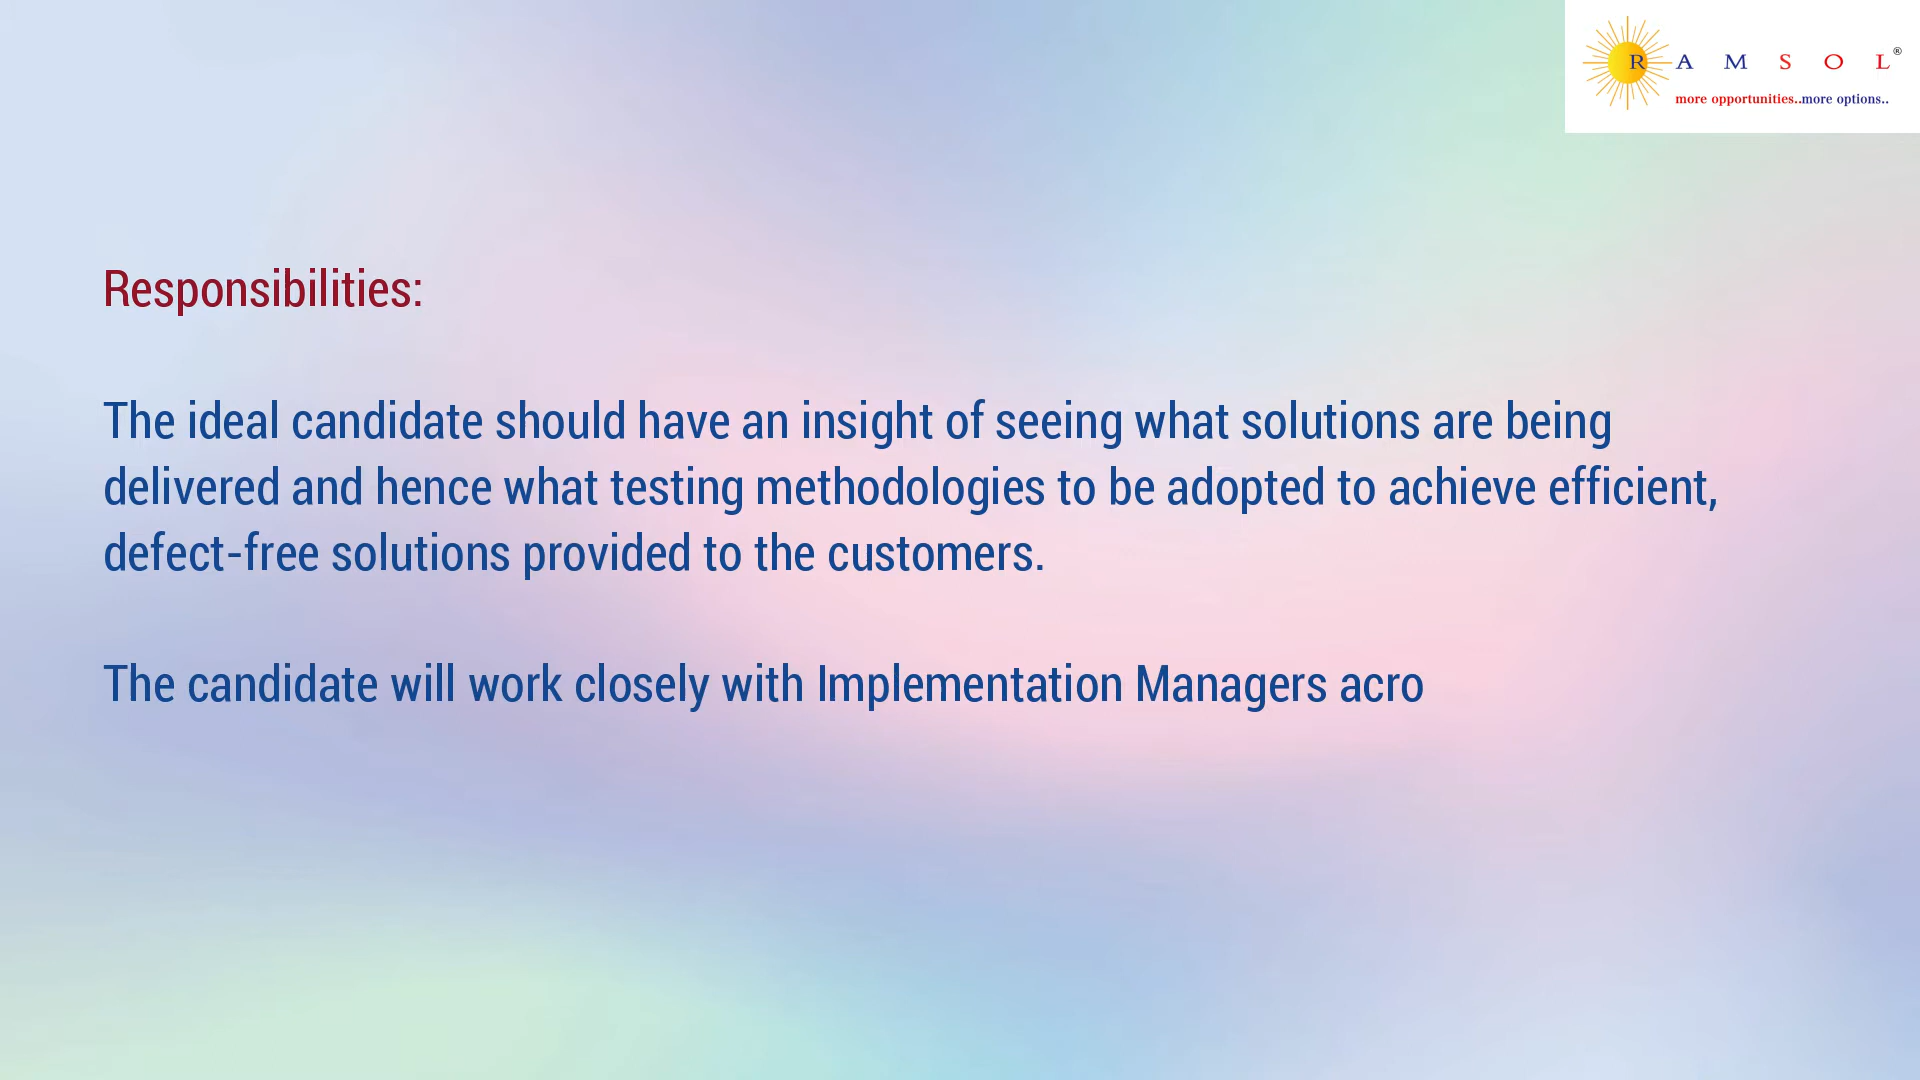 RAMSOL®
more opportunities..more options..
Responsibilities:
The ideal candidate should have an insight of seeing what solutions are being
delivered and hence what testing methodologies to be adopted to achieve efficient,
defect-free solutions provided to the customers.
The candidate will work closely with Implementation Managers acro